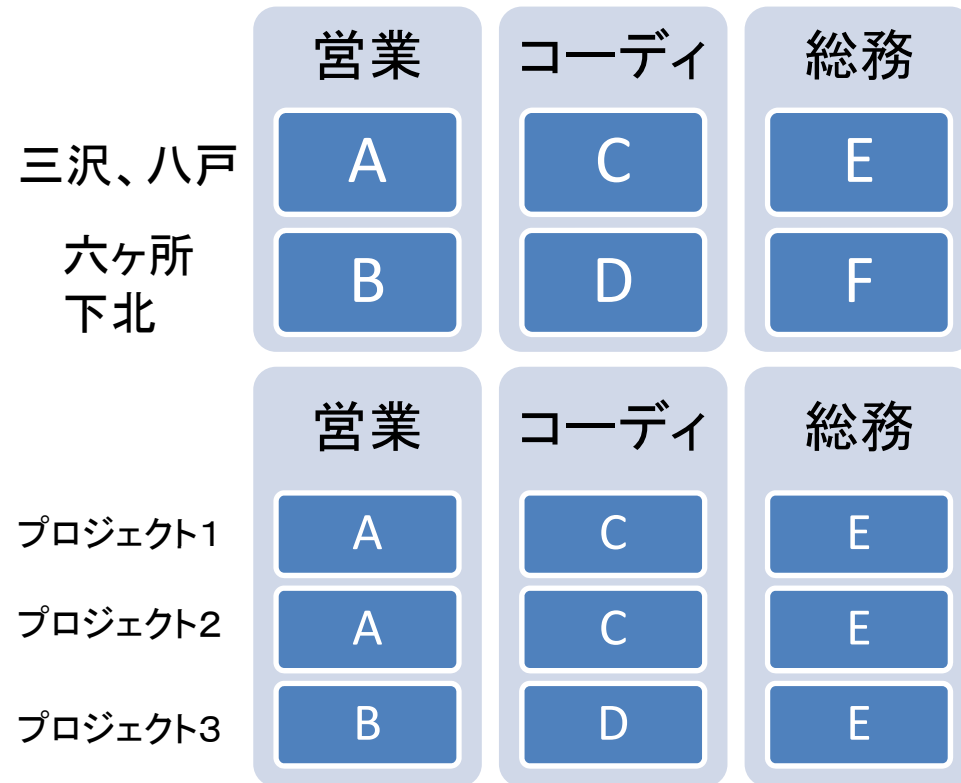 営業 コーディ 総務
三沢、八戸 A C E
六ヶ所
下北 B D F
営業 コーディ 総務
プロジェクト1 A C E
プロジェクト2 A C E
プロジェクト3 B D E